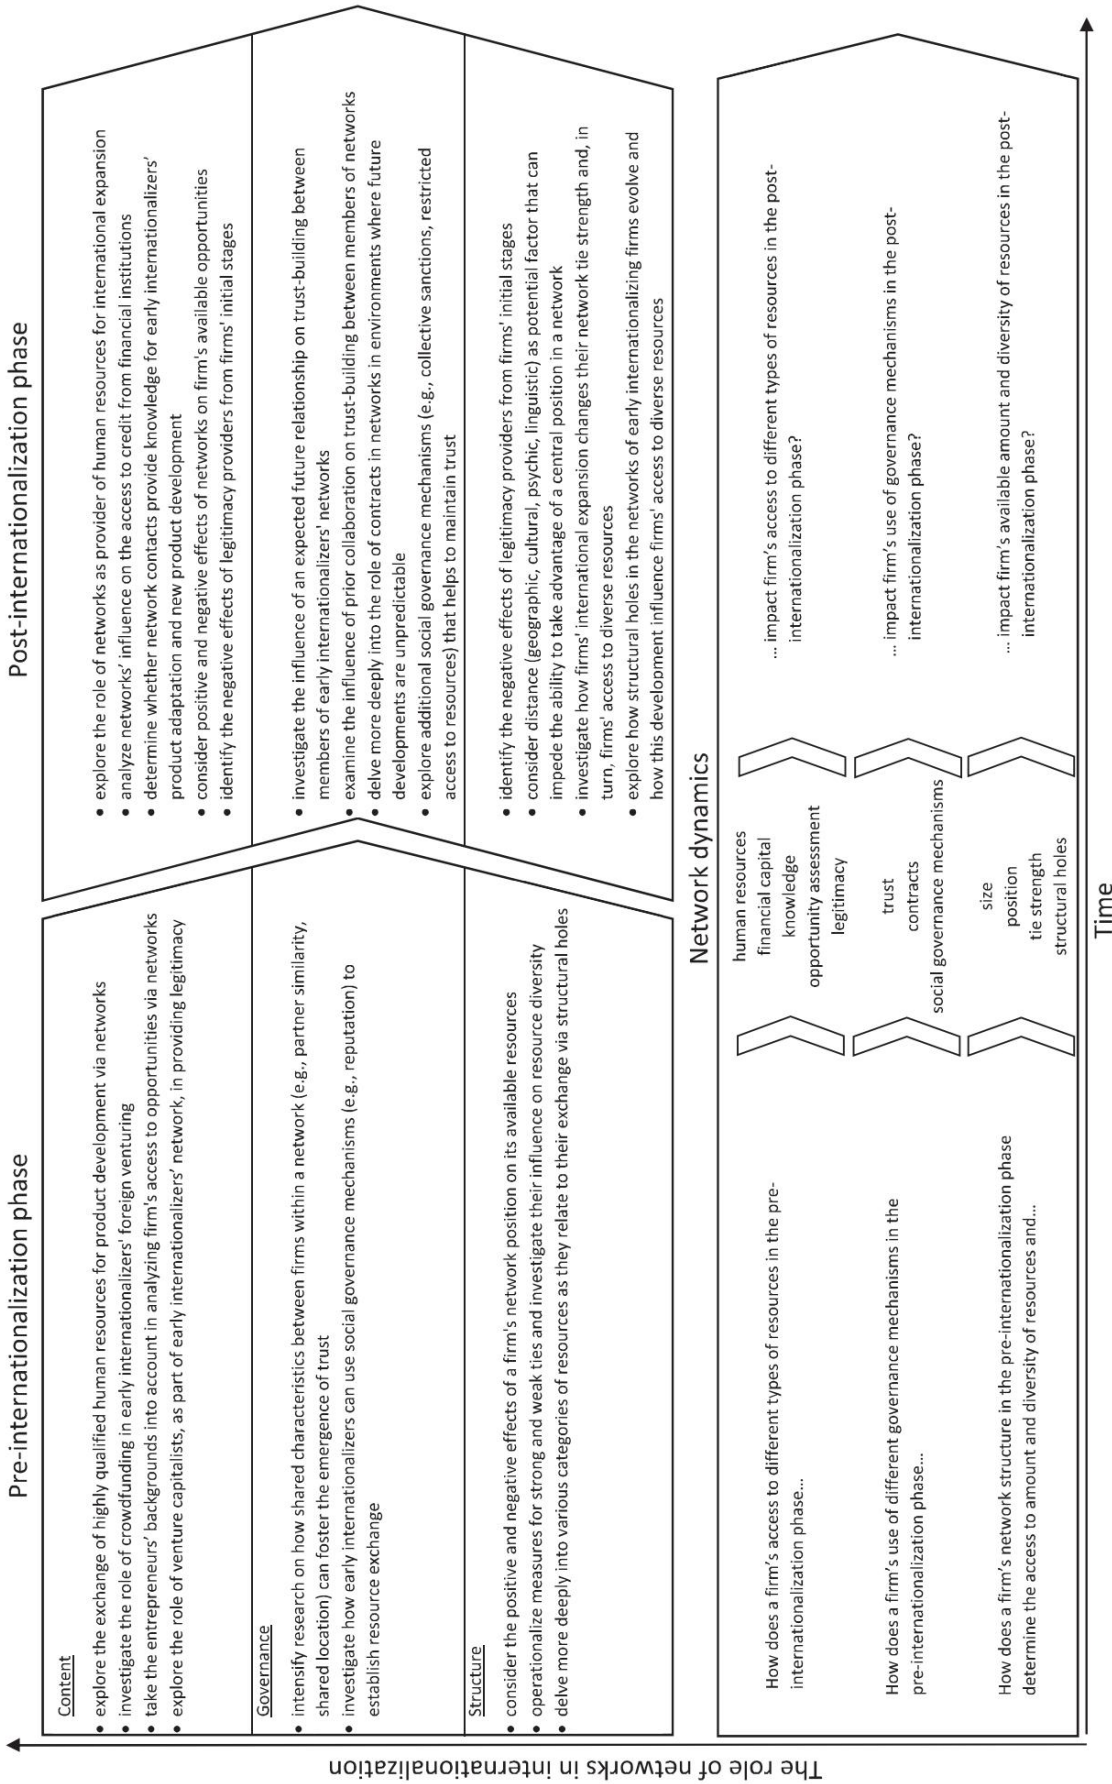 Pre-internationalization phase
Post-internationalization phase
The role of networks in internationalization
Content
• explore the exchange of highly qualified human resources for product development via networks
• investigate the role of crowdfunding in early internationalizers' foreign venturing
• take the entrepreneurs' backgrounds into account in analyzing firm's access to opportunities via networks
• explore the role of venture capitalists, as part of early internationalizers' network, in providing legitimacy
• explore the role of networks as provider of human resources for international expansion
• analyze networks' influence on the access to credit from financial institutions
• determine whether network contacts provide knowledge for early internationalizers'
product adaptation and new product development
• consider positive and negative effects of networks on firm's available opportunities
• identify the negative effects of legitimacy providers from firms' initial stages
Governance
• intensify research on how shared characteristics between firms within a network (e.g., partner similarity,
shared location) can foster the emergence of trust
• investigate how early internationalizers can use social governance mechanisms (e.g., reputation) to
establish resource exchange
• investigate the influence of an expected future relationship on trust-building between
members of early internationalizers' networks
• examine the influence of prior collaboration on trust-building between members of networks
• delve more deeply into the role of contracts in networks in environments where future
developments are unpredictable
• explore additional social governance mechanisms (e.g., collective sanctions, restricted
access to resources) that helps to maintain trust
Structure
• consider the positive and negative effects of a firm's network position on its available resources
• operationalize measures for strong and weak ties and investigate their influence on resource diversity
• delve more deeply into various categories of resources as they relate to their exchange via structural holes
• identify the negative effects of legitimacy providers from firms' initial stages
• consider distance (geographic, cultural, psychic, linguistic) as potential factor that can
impede the ability to take advantage of a central position in a network
• investigate how firms' international expansion changes their network tie strength and, in
turn, firms' access to diverse resources
• explore how structural holes in the networks of early internationalizing firms evolve and
how this development influence firms' access to diverse resources
Network dynamics
How does a firm's access to different types of resources in the pre-
internationalization phase...
human resources
financial capital
knowledge
opportunity assessment
legitimacy
... impact firm's access to different types of resources in the post-
internationalization phase?
How does a firm's use of different governance mechanisms in the
pre-internationalization phase...
trust
contracts
social governance mechanisms
... impact firm's use of governance mechanisms in the post-
internationalization phase?
How does a firm's network structure in the pre-internationalization phase
determine the access to amount and diversity of resources and...
size
position
tie strength
structural holes
... impact firm's available amount and diversity of resources in the post-
internationalization phase?
Time